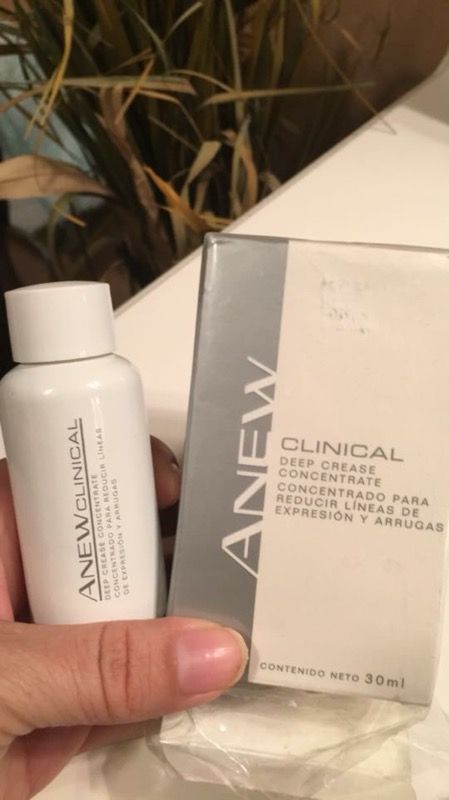 ANEW CLINICAL
DEEP CREASE CONCENTRATE
CONCENTRADO PARA REDUCIR LÍNEAS
DE EXPRESIÓN Y ARRUGAS
ANEW
CLINICAL
DEEP CREASE
CONCENTRATE
CONCENTRADO PARA
REDUCIR LÍNEAS DE
EXPRESIÓN Y ARRUGAS
CONTENIDO NETO 30ml